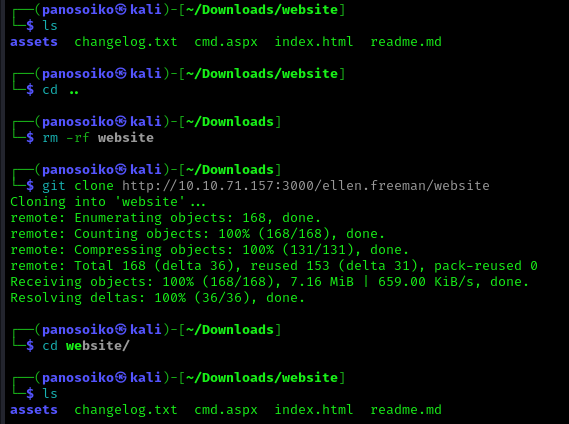 ┌──(panosoiko㉿kali)-[~/Downloads/website]
└─$ ls
assets  changelog.txt  cmd.aspx  index.html  readme.md
┌──(panosoiko㉿kali)-[~/Downloads/website]
└─$ cd ..
┌──(panosoiko㉿kali)-[~/Downloads]
└─$ rm -rf website
┌──(panosoiko㉿kali)-[~/Downloads]
└─$ git clone http://10.10.71.157:3000/ellen.freeman/website
Cloning into 'website'...
remote: Enumerating objects: 168, done.
remote: Counting objects: 100% (168/168), done.
remote: Compressing objects: 100% (131/131), done.
remote: Total 168 (delta 36), reused 153 (delta 31), pack-reused 0
Receiving objects: 100% (168/168), 7.16 MiB | 659.00 KiB/s, done.
Resolving deltas: 100% (36/36), done.
┌──(panosoiko㉿kali)-[~/Downloads]
└─$ cd website/
┌──(panosoiko㉿kali)-[~/Downloads/website]
└─$ ls
assets  changelog.txt  cmd.aspx  index.html  readme.md